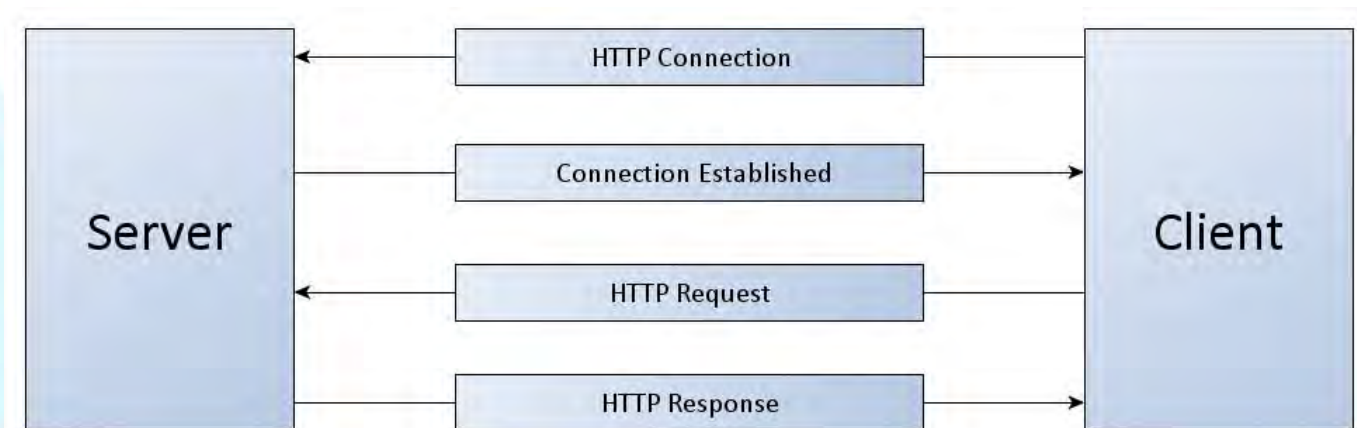 HTTP Connection
Connection Established
Server
Client
HTTP Request
HTTP Response